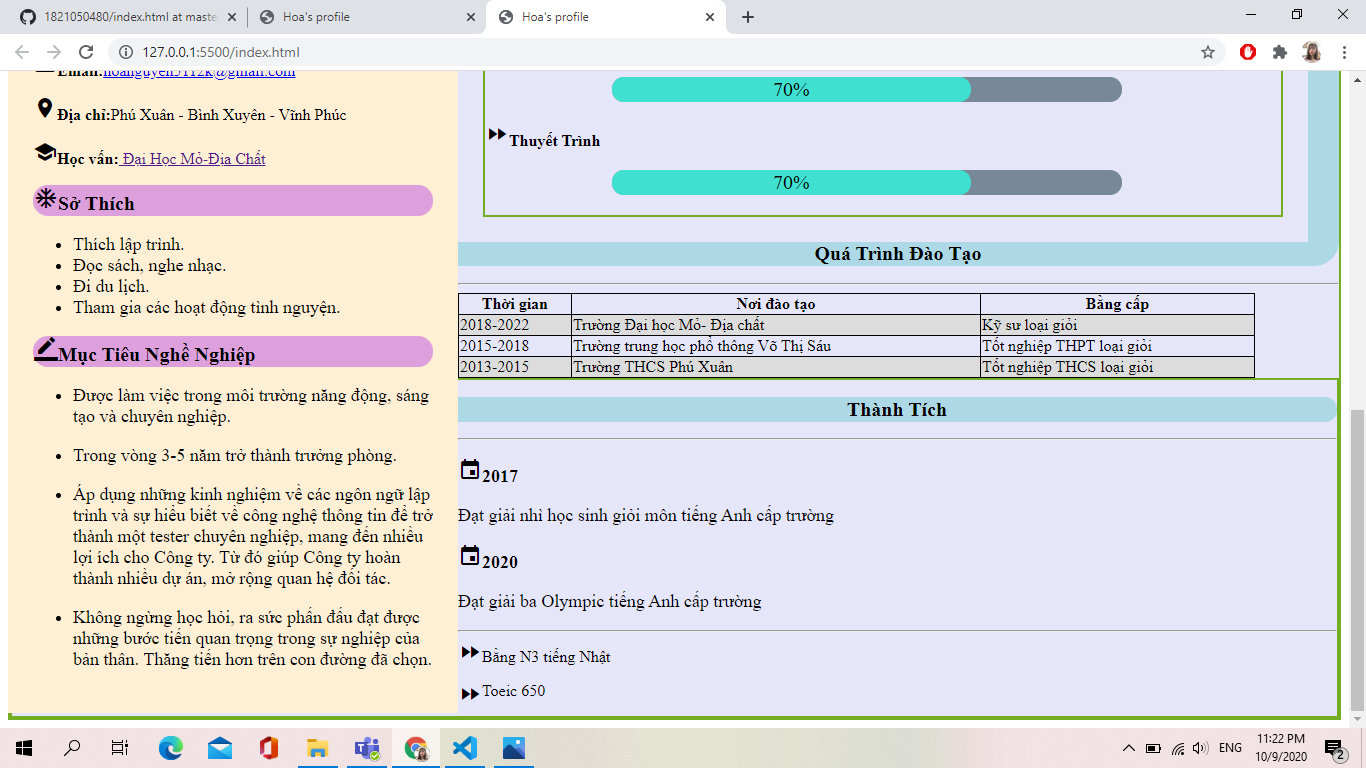 1821050480/index.html at maste
Hoa's profile
Hoa's profile
127.0.0.1:5500/index.html
Email:hoanguyen5112k@gmail.com
Địa chỉ:Phú Xuân - Bình Xuyên - Vĩnh Phúc
Học vấn: Đại Học Mỏ-Địa Chất
Sở Thích
Thích lập trình.
Đọc sách, nghe nhạc.
Đi du lịch.
Tham gia các hoạt động tình nguyện.
Mục Tiêu Nghề Nghiệp
Được làm việc trong môi trường năng động, sáng
tạo và chuyên nghiệp.
Trong vòng 3-5 năm trở thành trưởng phòng.
Áp dụng những kinh nghiệm về các ngôn ngữ lập
trình và sự hiểu biết về công nghệ thông tin để trở
thành một tester chuyên nghiệp, mang đến nhiều
lợi ích cho Công ty. Từ đó giúp Công ty hoàn
thành nhiều dự án, mở rộng quan hệ đối tác.
Không ngừng học hỏi, ra sức phấn đấu đạt được
những bước tiến quan trọng trong sự nghiệp của
bản thân. Thăng tiến hơn trên con đường đã chọn.
70%
Thuyết Trình
70%
Quá Trình Đào Tạo
Thời gian Nơi đào tạo Bằng cấp
2018-2022 Trường Đại học Mỏ- Địa chất Kỹ sư loại giỏi
2015-2018 Trường trung học phổ thông Võ Thị Sáu Tốt nghiệp THPT loại giỏi
2013-2015 Trường THCS Phú Xuân Tốt nghiệp THCS loại giỏi
Thành Tích
2017
Đạt giải nhì học sinh giỏi môn tiếng Anh cấp trường
2020
Đạt giải ba Olympic tiếng Anh cấp trường
Bằng N3 tiếng Nhật
Toeic 650
ENG
11:22 PM
10/9/2020
2